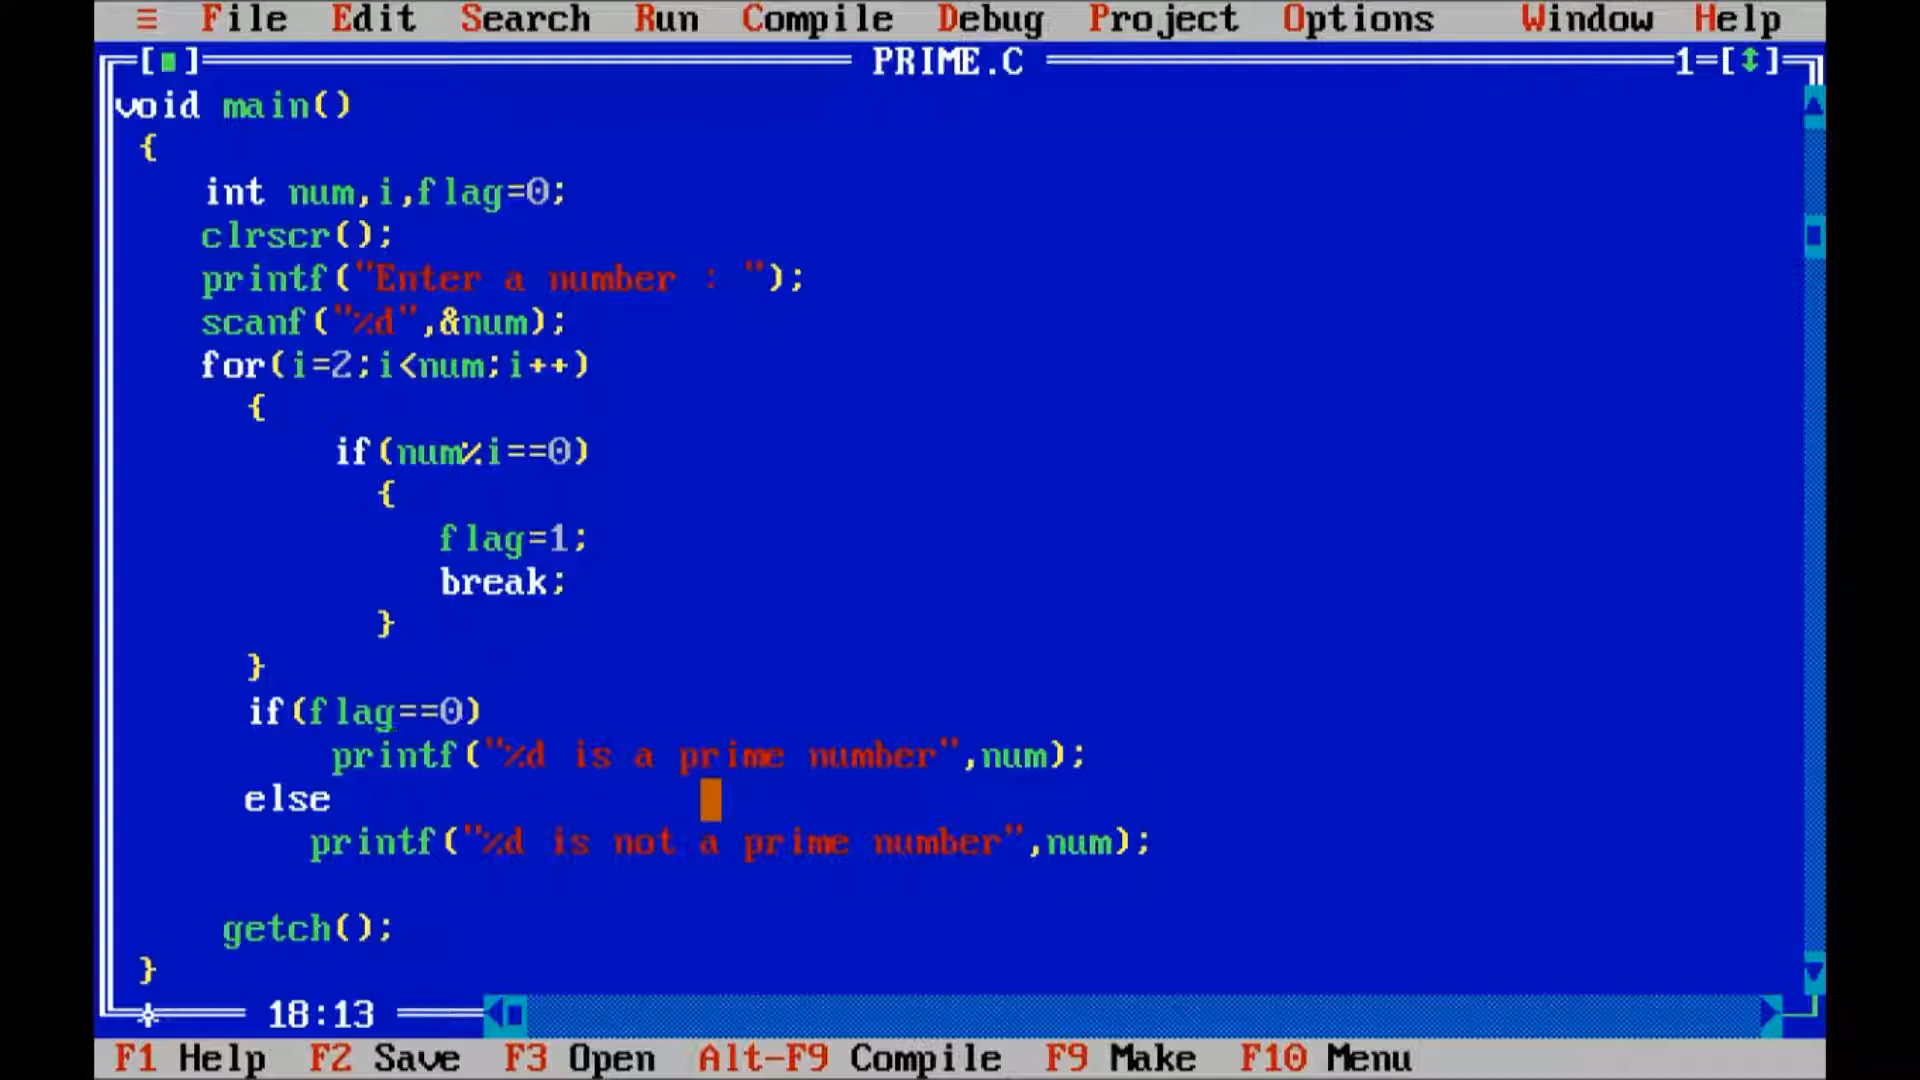 ≡ File Edit Search Run Compile Debug Project Options Window Help
[■] PRIME.C 1=[↕]
void main()
{
int num,i,flag=0;
clrscr();
printf("Enter a number : ");
scanf("%d",&num);
for(i=2;i<num;i++)
{
if(num%i==0)
{
flag=1;
break;
}
}
if(flag==0)
printf("%d is a prime number",num);
else
printf("%d is not a prime number",num);
getch();
}
18:13
F1 Help F2 Save F3 Open Alt-F9 Compile F9 Make F10 Menu